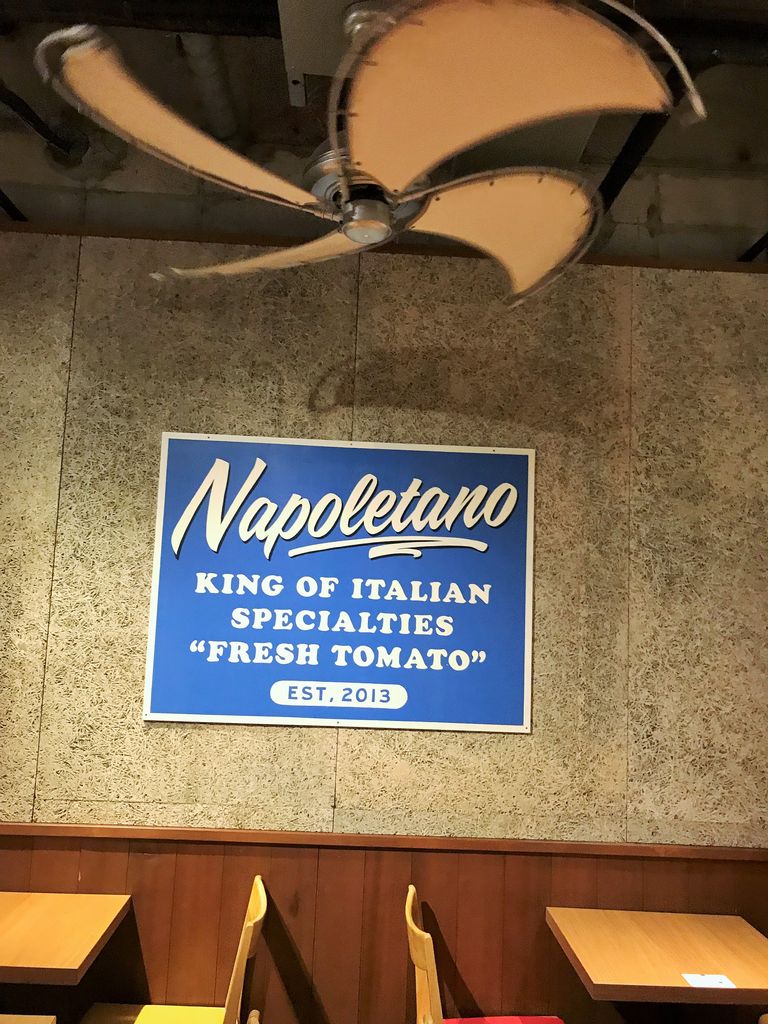 Napoletano
KING OF ITALIAN
SPECIALTIES
“FRESH TOMATO”
EST, 2013